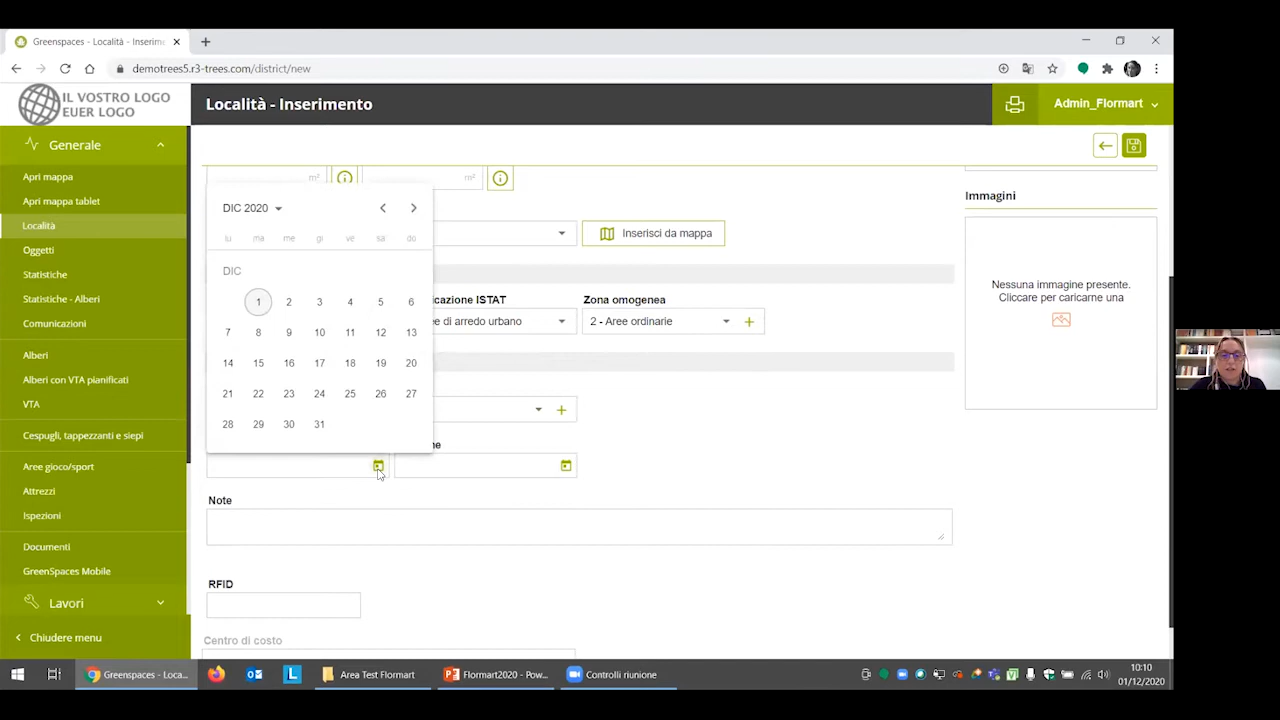 Greenspaces - Località - Inserim
demotrees5.r3-trees.com/district/new
IL VOSTRO LOGO
EUER LOGO
Località - Inserimento
Admin_Flormart
Generale
Apri mappa
Apri mappa tablet
Località
Oggetti
Statistiche
Statistiche - Alberi
Comunicazioni
Alberi
Alberi con VTA pianificati
VTA
Cespugli, tappezzanti e siepi
Aree gioco/sport
Attrezzi
Ispezioni
Documenti
GreenSpaces Mobile
Lavori
Chiudere menu
m² m²
DIC 2020
lu ma me gi ve sa do
DIC
1 2 3 4 5 6
7 8 9 10 11 12 13
14 15 16 17 18 19 20
21 22 23 24 25 26 27
28 29 30 31
Inserisci da mappa
icazione ISTAT Zona omogenea
e di arredo urbano 2 - Aree ordinarie
ne
Note
RFID
Centro di costo
Immagini
Nessuna immagine presente.
Cliccare per caricarne una
Greenspaces - Loca...
L
Area Test Flormart
Flormart2020 - Pow...
Controlli riunione
10:10
01/12/2020